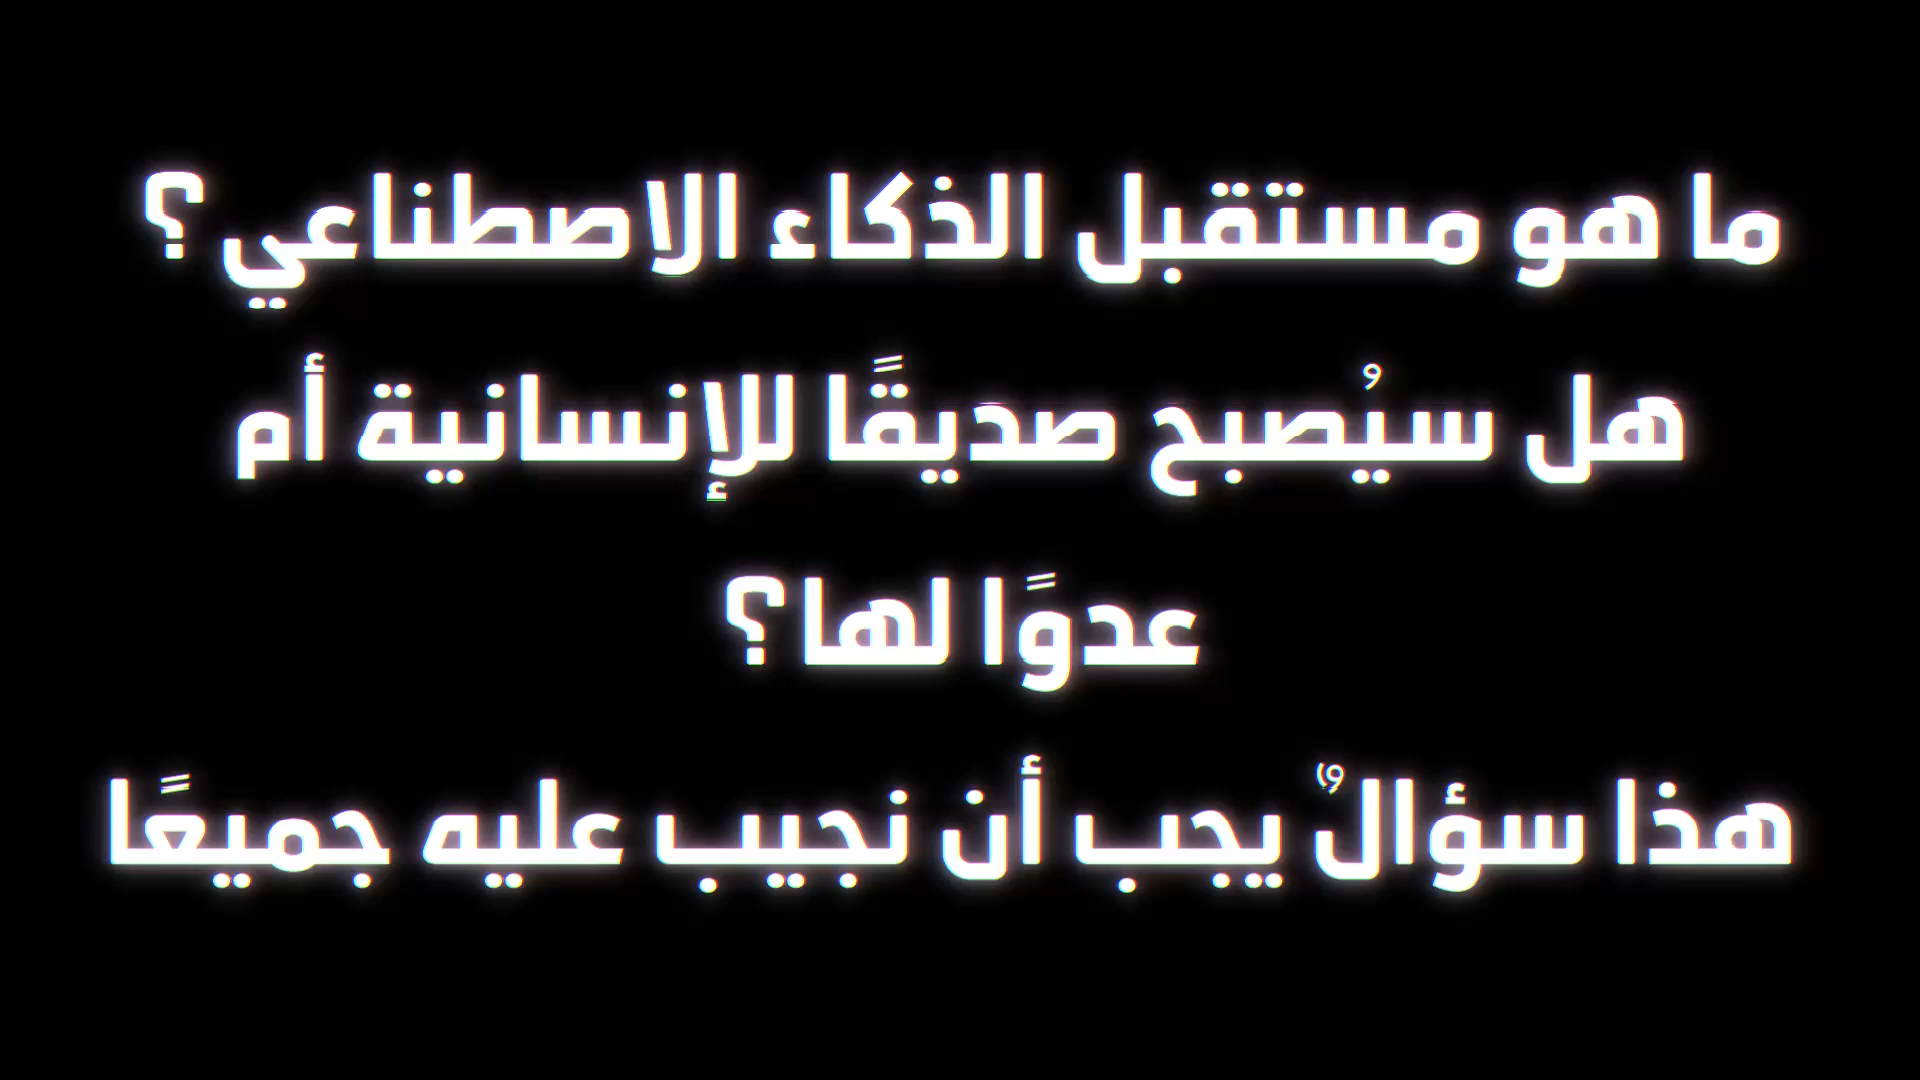 ما هو مستقبل الذكاء الاصطناعي؟
هل سيُصبح صديقًا للإنسانية أم
عدوًا لها؟
هذا سؤالٌ يجب أن نجيب عليه جميعًا